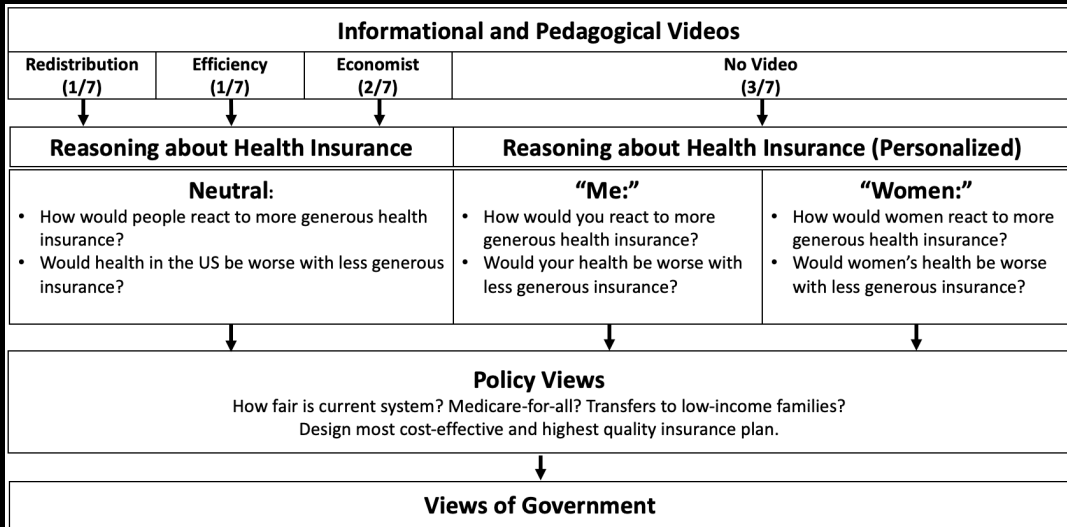 Informational and Pedagogical Videos
Redistribution
(1/7)
Efficiency
(1/7)
Economist
(2/7)
No Video
(3/7)
Reasoning about Health Insurance
Reasoning about Health Insurance (Personalized)
Neutral:
• How would people react to more generous health
insurance?
• Would health in the US be worse with less generous
insurance?
“Me:”
• How would you react to more
generous health insurance?
• Would your health be worse with
less generous insurance?
“Women:”
• How would women react to more
generous health insurance?
• Would women’s health be worse
with less generous insurance?
Policy Views
How fair is current system? Medicare-for-all? Transfers to low-income families?
Design most cost-effective and highest quality insurance plan.
Views of Government